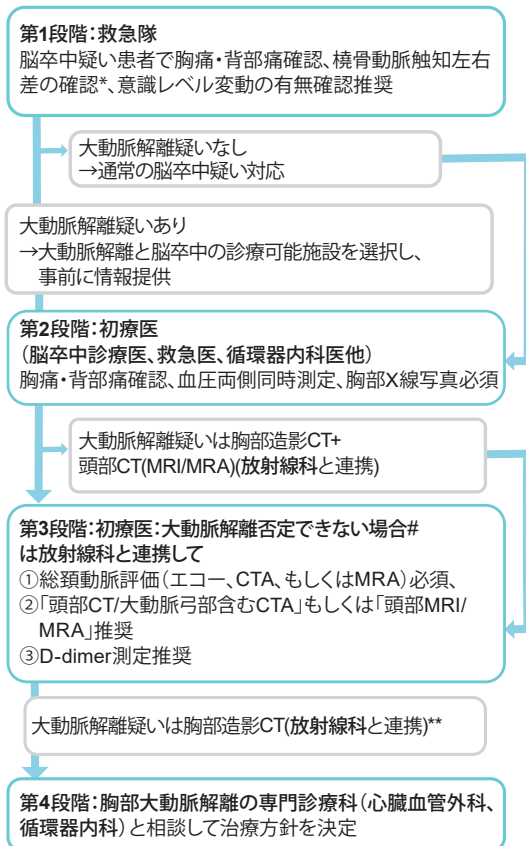 第1段階：救急隊
脳卒中疑い患者で胸痛・背部痛確認、橈骨動脈触知左右
差の確認*、意識レベル変動の有無確認推奨
大動脈解離疑いなし
→通常の脳卒中疑い対応
大動脈解離疑いあり
→大動脈解離と脳卒中の診療可能施設を選択し、
事前に情報提供
第2段階：初療医
（脳卒中診療医、救急医、循環器内科医他）
胸痛・背部痛確認、血圧両側同時測定、胸部X線写真必須
大動脈解離疑いは胸部造影CT+
頭部CT(MRI/MRA)(放射線科と連携)
第3段階：初療医：大動脈解離否定できない場合#
は放射線科と連携して
①総頚動脈評価（エコー、CTA、もしくはMRA）必須、
②「頭部CT/大動脈弓部含むCTA」もしくは「頭部MRI/
MRA」推奨
③D-dimer測定推奨
大動脈解離疑いは胸部造影CT(放射線科と連携)**
第4段階：胸部大動脈解離の専門診療科（心臓血管外科、
循環器内科）と相談して治療方針を決定